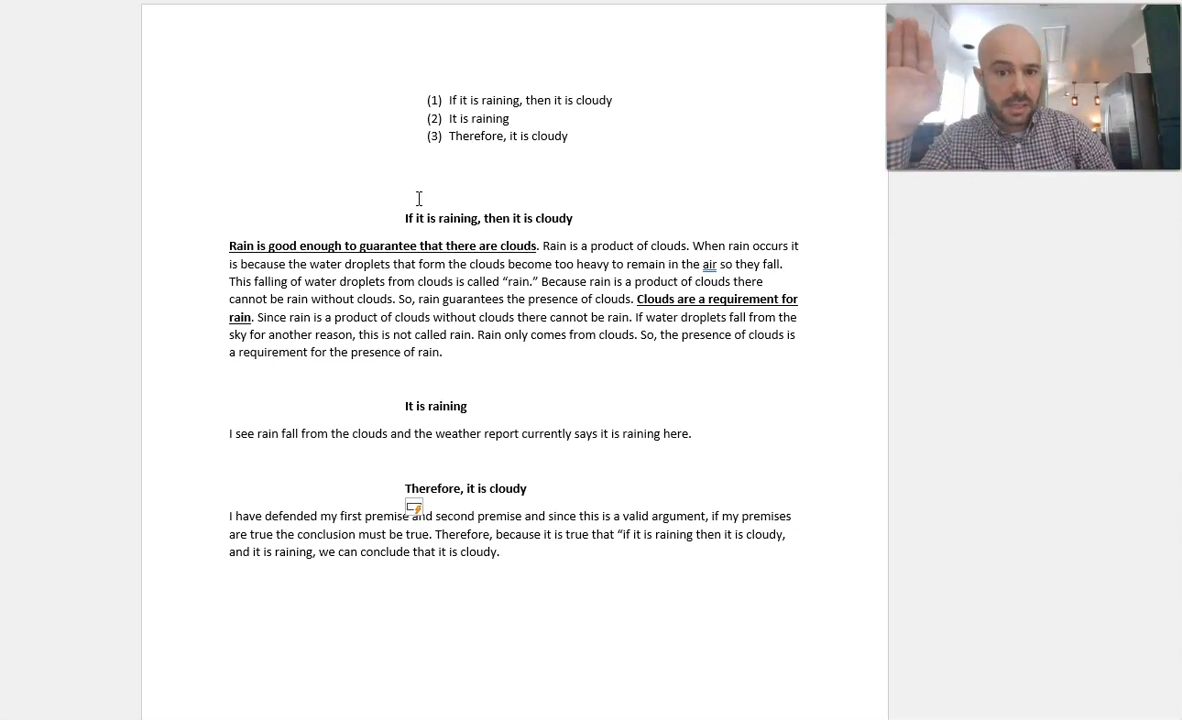 (1) If it is raining, then it is cloudy
(2) It is raining
(3) Therefore, it is cloudy
If it is raining, then it is cloudy
Rain is good enough to guarantee that there are clouds. Rain is a product of clouds. When rain occurs it
is because the water droplets that form the clouds become too heavy to remain in the air so they fall.
This falling of water droplets from clouds is called “rain.” Because rain is a product of clouds there
cannot be rain without clouds. So, rain guarantees the presence of clouds. Clouds are a requirement for
rain. Since rain is a product of clouds without clouds there cannot be rain. If water droplets fall from the
sky for another reason, this is not called rain. Rain only comes from clouds. So, the presence of clouds is
a requirement for the presence of rain.
It is raining
I see rain fall from the clouds and the weather report currently says it is raining here.
Therefore, it is cloudy
I have defended my first premise and second premise and since this is a valid argument, if my premises
are true the conclusion must be true. Therefore, because it is true that “if it is raining then it is cloudy,
and it is raining, we can conclude that it is cloudy.